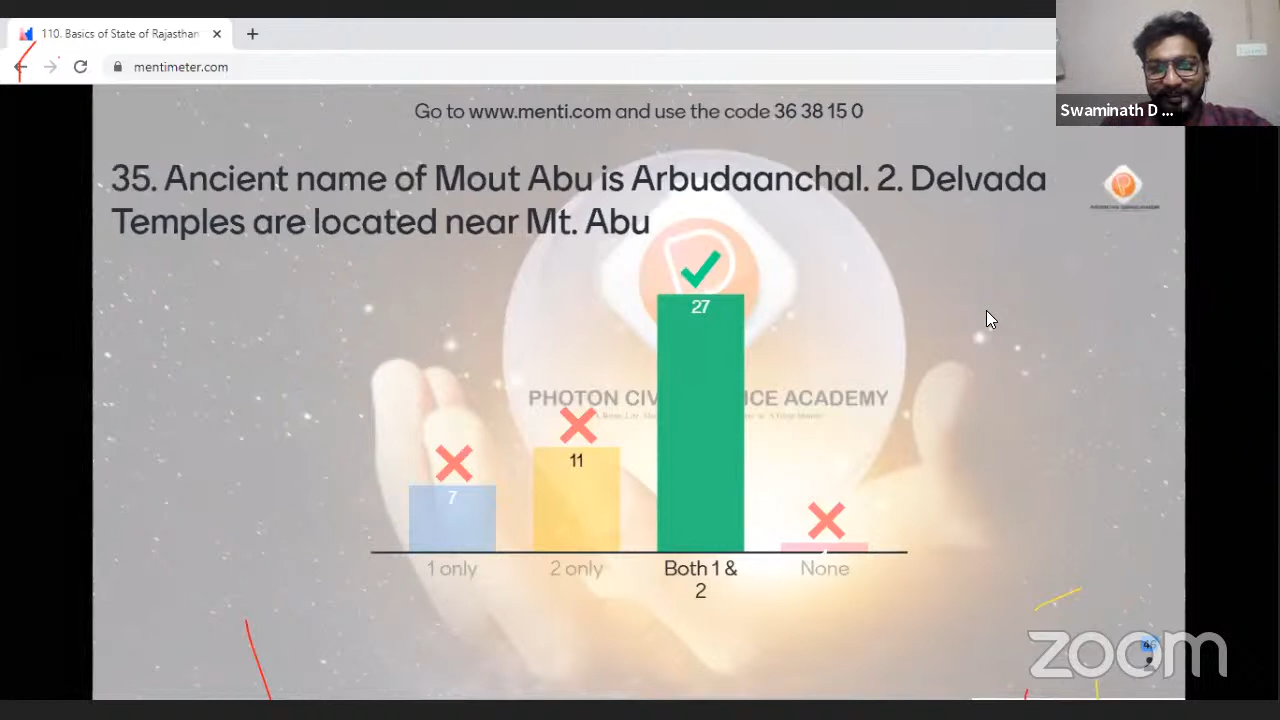 110. Basics of State of Rajasthan
mentimeter.com
Swaminath D ...
Go to www.menti.com and use the code 36 38 15 0
35. Ancient name of Mout Abu is Arbudaanchal. 2. Delvada
Temples are located near Mt. Abu
27
PHOTON CIV ICE ACADEMY
11
7
1 only
2 only
Both 1 &
2
None
46
zoom